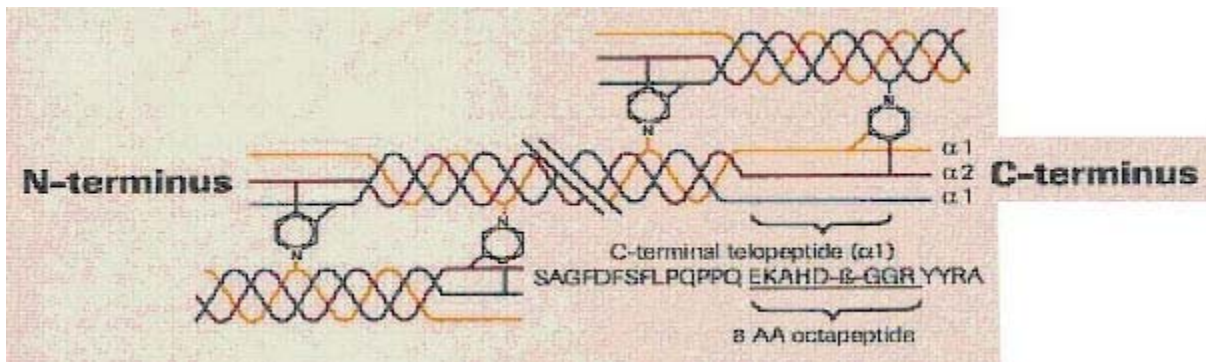 N
N
α1
N-terminus
α2
C-terminus
α1
N
C-terminal telopeptide (α1)
N
SAGFDFSFLPQPPQ EKAHD-ß-GGR YYRA
8 AA octapeptide